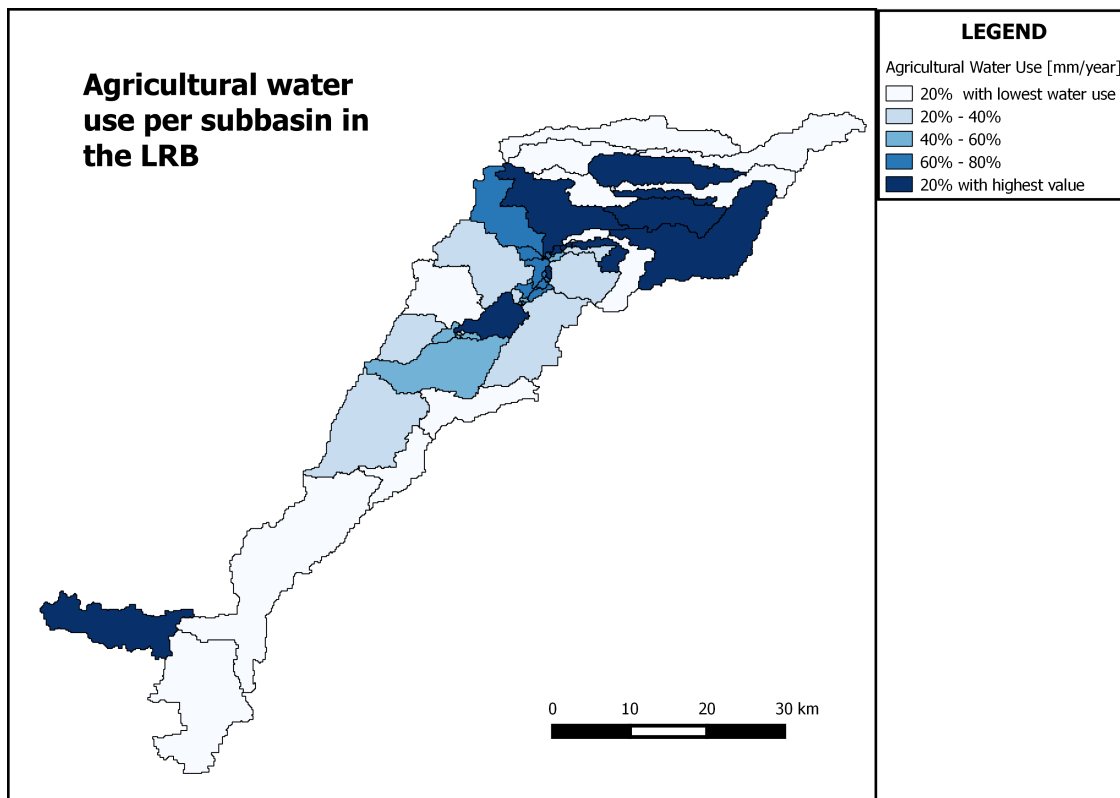 Agricultural water
use per subbasin in
the LRB
LEGEND
Agricultural Water Use [mm/year]
20%  with lowest water use
20% - 40%
40% - 60%
60% - 80%
20% with highest value
0 10 20 30 km